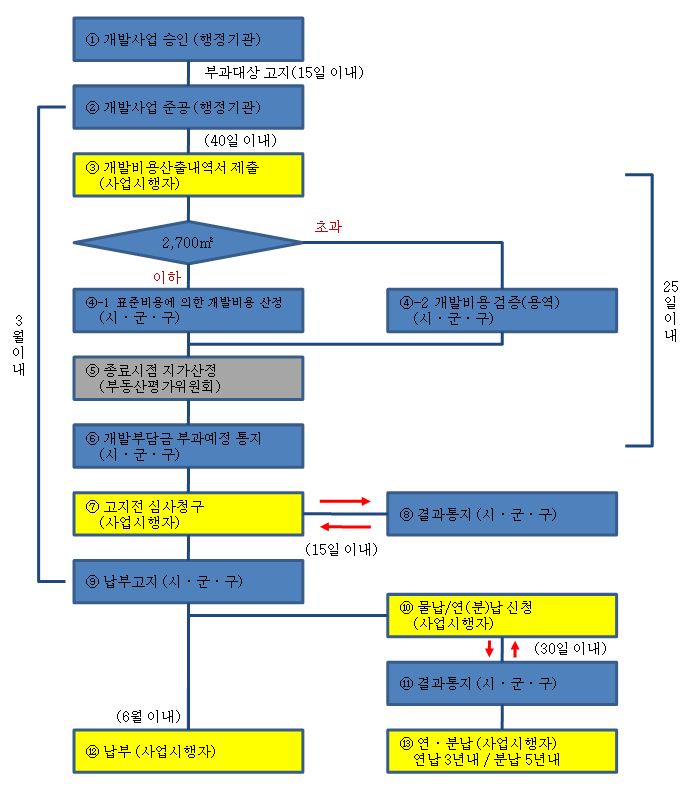 ① 개발사업 승인 (행정기관)
부과대상 고지(15일 이내)
② 개발사업 준공 (행정기관)
(40일 이내)
③ 개발비용산출내역서 제출
(사업시행자)
2,700㎡
초과
이하
④-1 표준비용에 의한 개발비용 산정
(시 · 군 · 구)
④-2 개발비용 검증(용역)
(시 · 군 · 구)
25
일
이
내
3
월
이
내
⑤ 종료시점 지가산정
(부동산평가위원회)
⑥ 개발부담금 부과예정 통지
(시 · 군 · 구)
⑦ 고지전 심사청구
(사업시행자)
⑧ 결과통지 (시 · 군 · 구)
(15일 이내)
⑨ 납부고지 (시 · 군 · 구)
⑩ 물납/연(분)납 신청
(사업시행자)
(30일 이내)
⑪ 결과통지 (시 · 군 · 구)
(6월 이내)
⑫ 납부 (사업시행자)
⑬ 연 · 분납 (사업시행자)
연납 3년내 / 분납 5년내